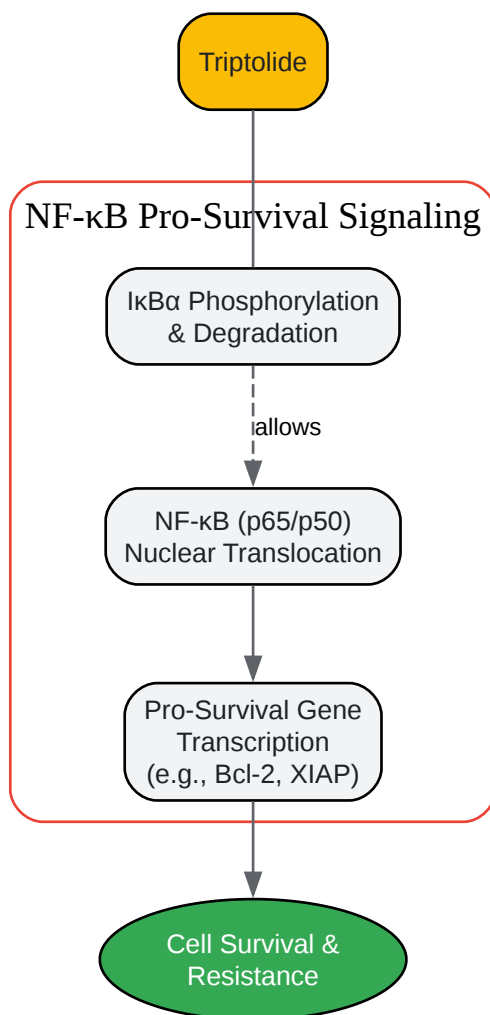 Triptolide
NF-κB Pro-Survival Signaling
IκBα Phosphorylation
& Degradation
allows
NF-κB (p65/p50)
Nuclear Translocation
Pro-Survival Gene
Transcription
(e.g., Bcl-2, XIAP)
Cell Survival &
Resistance